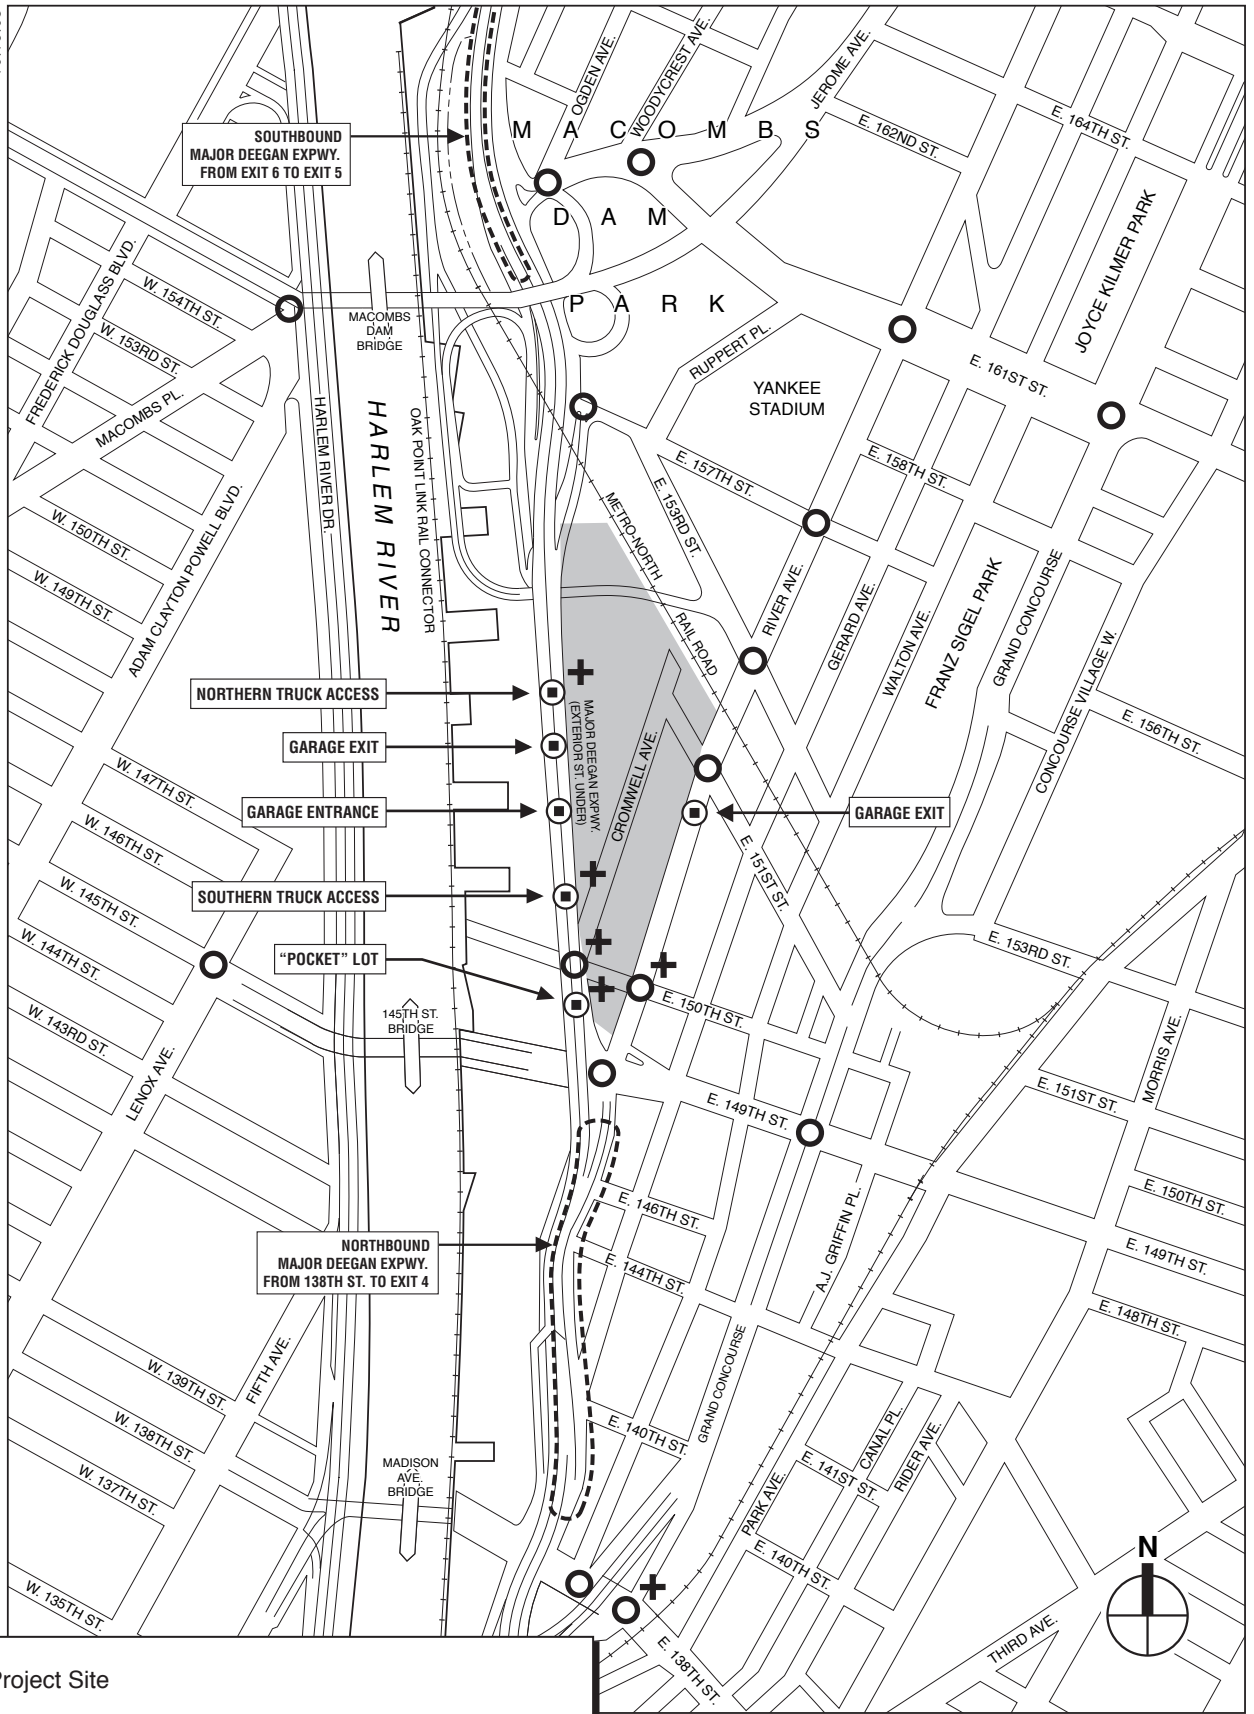 OGDEN AVE.
WOODYCREST AVE.
JEROME AVE.
E. 162ND ST.
E. 164TH ST.
SOUTHBOUND
MAJOR DEEGAN EXPWY.
FROM EXIT 6 TO EXIT 5
MACOMBS
DAM
PARK
JOYCE KILMER PARK
FREDERICK DOUGLASS BLVD.
W. 154TH ST.
W. 153RD ST.
MACOMBS PL.
MACOMBS
DAM
BRIDGE
RUPPERT PL.
YANKEE
STADIUM
E. 161ST ST.
HARLEM RIVER DR.
HARLEM RIVER
OAK POINT LINK RAIL CONNECTOR
E. 157TH ST.
E. 158TH ST.
E. 153RD ST.
METRO-NORTH
RAIL ROAD
W. 150TH ST.
W. 149TH ST.
ADAM CLAYTON POWELL BLVD.
RIVER AVE.
GERARD AVE.
WALTON AVE.
FRANZ SIGEL PARK
GRAND CONCOURSE
CONCOURSE VILLAGE W.
E. 156TH ST.
NORTHERN TRUCK ACCESS
GARAGE EXIT
GARAGE ENTRANCE
MAJOR DEEGAN EXPWY.
(EXTERIOR ST. UNDER)
CROMWELL AVE.
GARAGE EXIT
E. 151ST ST.
W. 147TH ST.
W. 146TH ST.
W. 145TH ST.
W. 144TH ST.
W. 143RD ST.
SOUTHERN TRUCK ACCESS
"POCKET" LOT
E. 153RD ST.
145TH ST.
BRIDGE
E. 150TH ST.
LENOX AVE.
E. 149TH ST.
MORRIS AVE.
E. 151ST ST.
E. 150TH ST.
E. 149TH ST.
E. 148TH ST.
E. 146TH ST.
E. 144TH ST.
A.J. GRIFFIN PL.
NORTHBOUND
MAJOR DEEGAN EXPWY.
FROM 138TH ST. TO EXIT 4
GRAND CONCOURSE
FIFTH AVE.
W. 139TH ST.
W. 138TH ST.
W. 137TH ST.
W. 135TH ST.
MADISON
AVE.
BRIDGE
E. 140TH ST.
CANAL PL.
RIDER AVE.
E. 141ST ST.
PARK AVE.
E. 140TH ST.
N
THIRD AVE.
E. 138TH ST.
Project Site